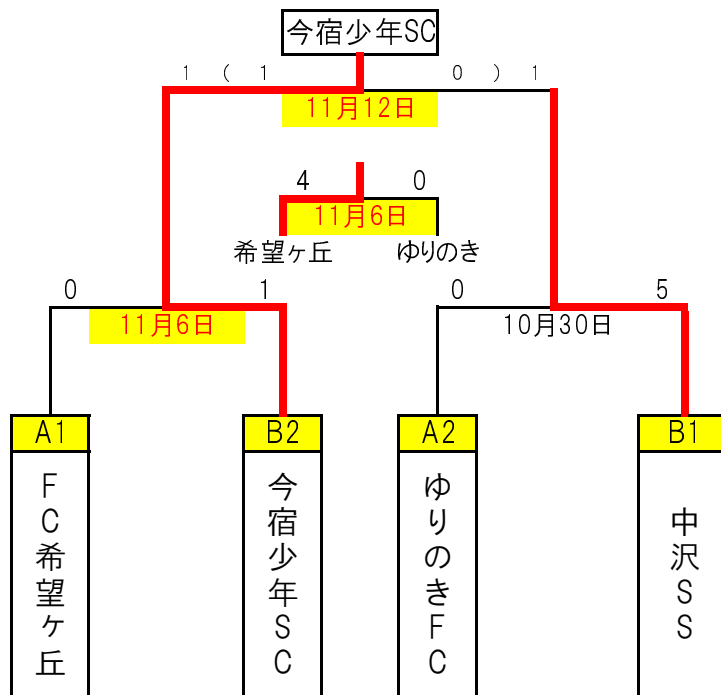 今宿少年SC
1 ( 1 0 ) 1
11月12日
4 0
11月6日
希望ヶ丘 ゆりのき
0 1 0 5
11月6日 10月30日
A1 B2 A2 B1
FC希望ケ丘
今宿少年SC
ゆりのきFC
中沢SS